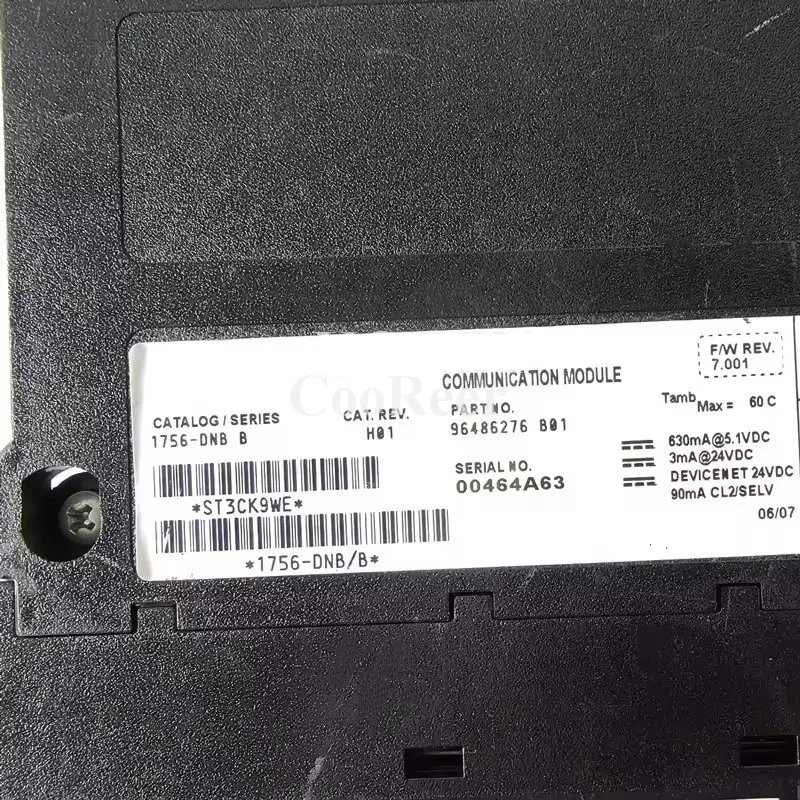 CooReer
F/W REV.
7.001
COMMUNICATION MODULE
Tamb Max = 60 C
CATALOG / SERIES
1756-DNB B
CAT. REV.
H01
PART NO.
96486276 B01
SERIAL NO.
00464A63
630mA@5.1VDC
3mA@24VDC
DEVICENET 24VDC
90mA CL2/SELV
06/07
*ST3CK9WE*
*1756-DNB/B*